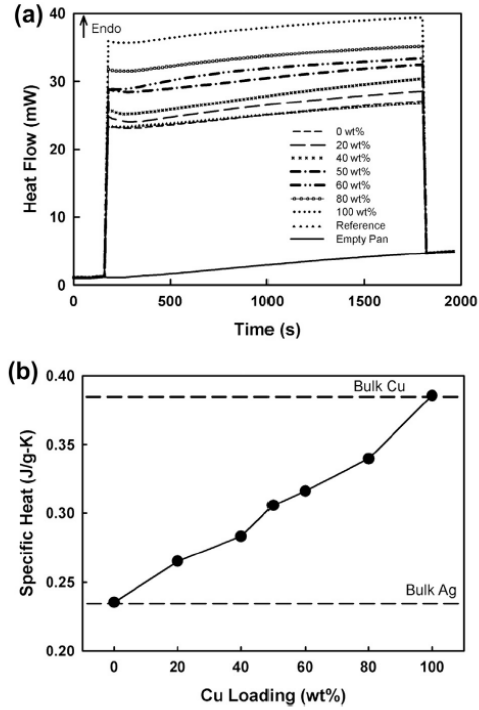 (a)
40
Endo
30
20
10
0
Heat Flow (mW)
0 wt%
20 wt%
40 wt%
50 wt%
60 wt%
80 wt%
100 wt%
Reference
Empty Pan
0 500 1000 1500 2000
Time (s)
(b)
0.40
0.35
0.30
0.25
0.20
Specific Heat (J/g-K)
Bulk Cu
Bulk Ag
0 20 40 60 80 100
Cu Loading (wt%)